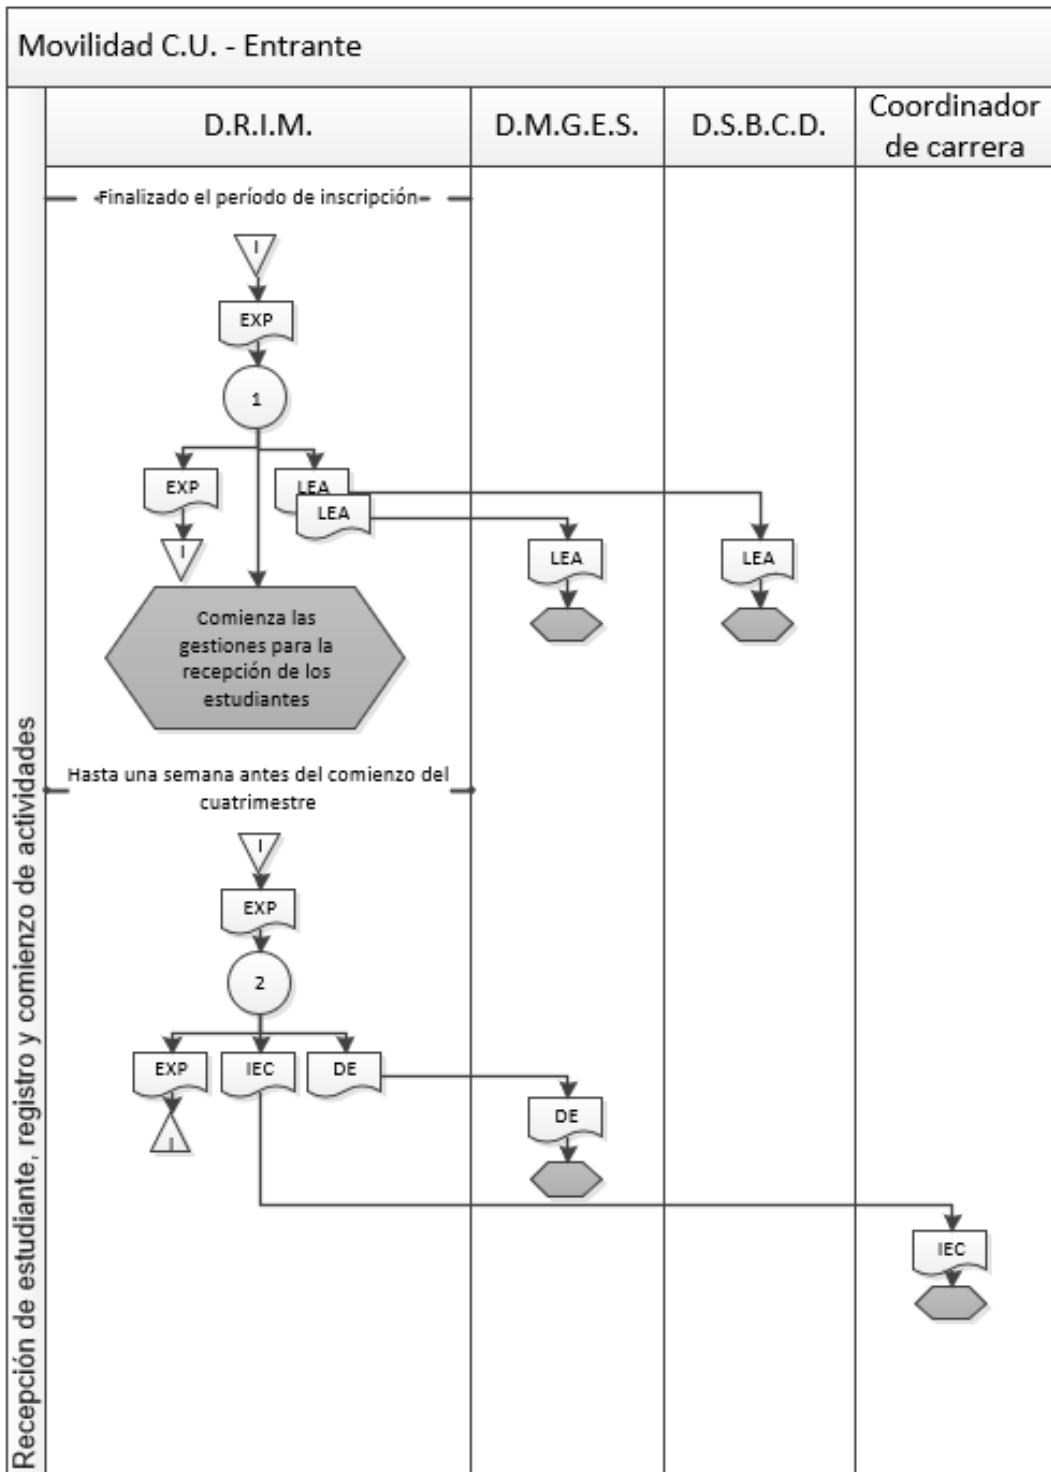 Movilidad C.U. - Entrante
D.R.I.M.
D.M.G.E.S.
D.S.B.C.D.
Coordinador
de carrera
Recepción de estudiante, registro y comienzo de actividades
Finalizado el período de inscripción
I
EXP
1
EXP
LEA
LEA
I
LEA
LEA
Comienza las
gestiones para la
recepción de los
estudiantes
Hasta una semana antes del comienzo del
cuatrimestre
I
EXP
2
EXP
IEC
DE
I
DE
IEC